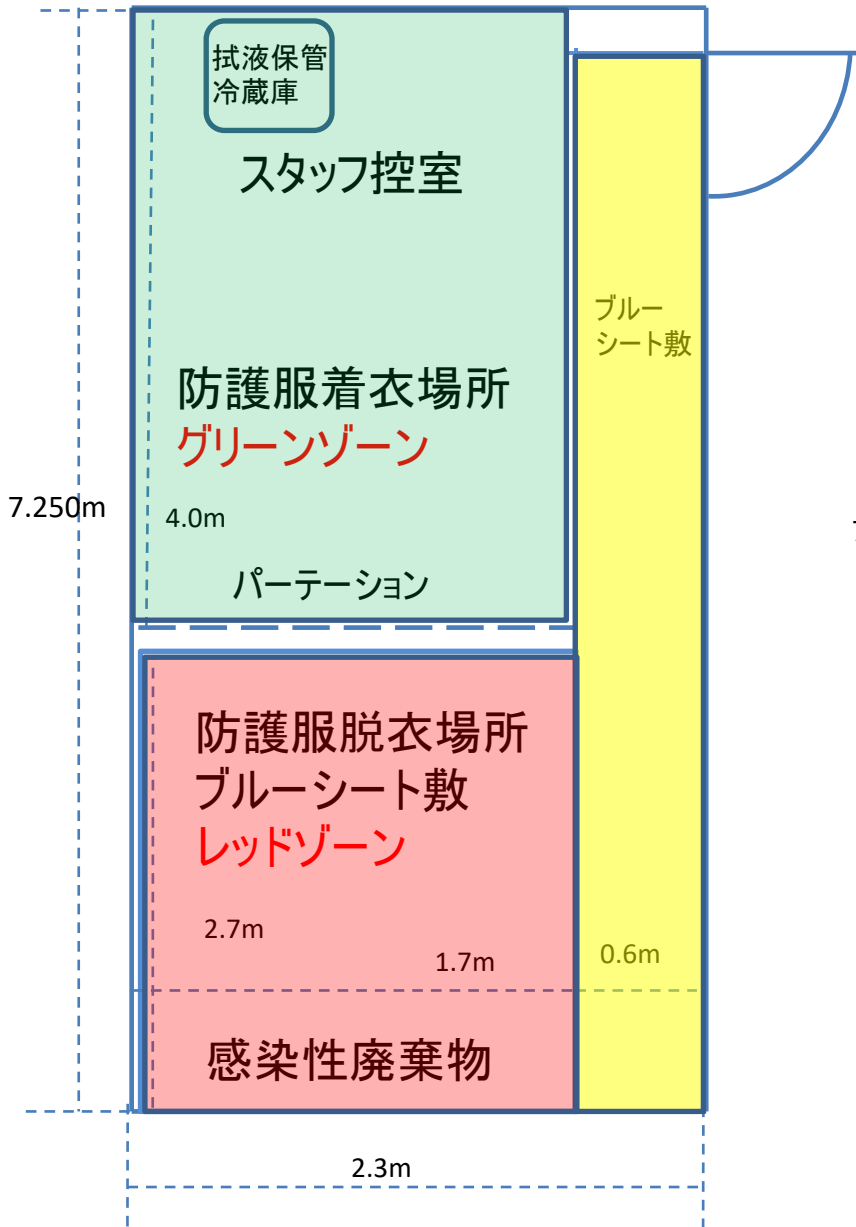 拭液保管
冷蔵庫
スタッフ控室
ブルー
シート敷
防護服着衣場所
グリーンゾーン
7.250m
4.0m
パーテーション
防護服脱衣場所
ブルーシート敷
レッドゾーン
2.7m
1.7m
0.6m
感染性廃棄物
2.3m